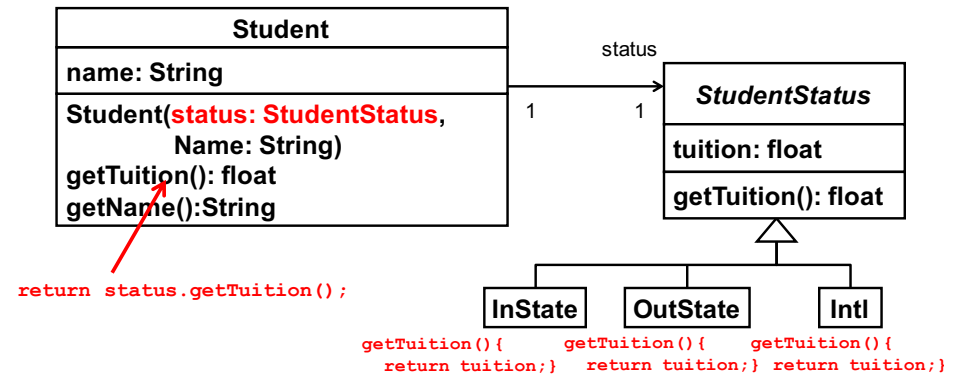 Student
name: String
Student(status: StudentStatus,
Name: String)
getTuition(): float
getName():String
return status.getTuition();
status
1
1
StudentStatus
tuition: float
getTuition(): float
InState
OutState
Intl
getTuition(){
return tuition;}
getTuition(){
return tuition;}
getTuition(){
return tuition;}